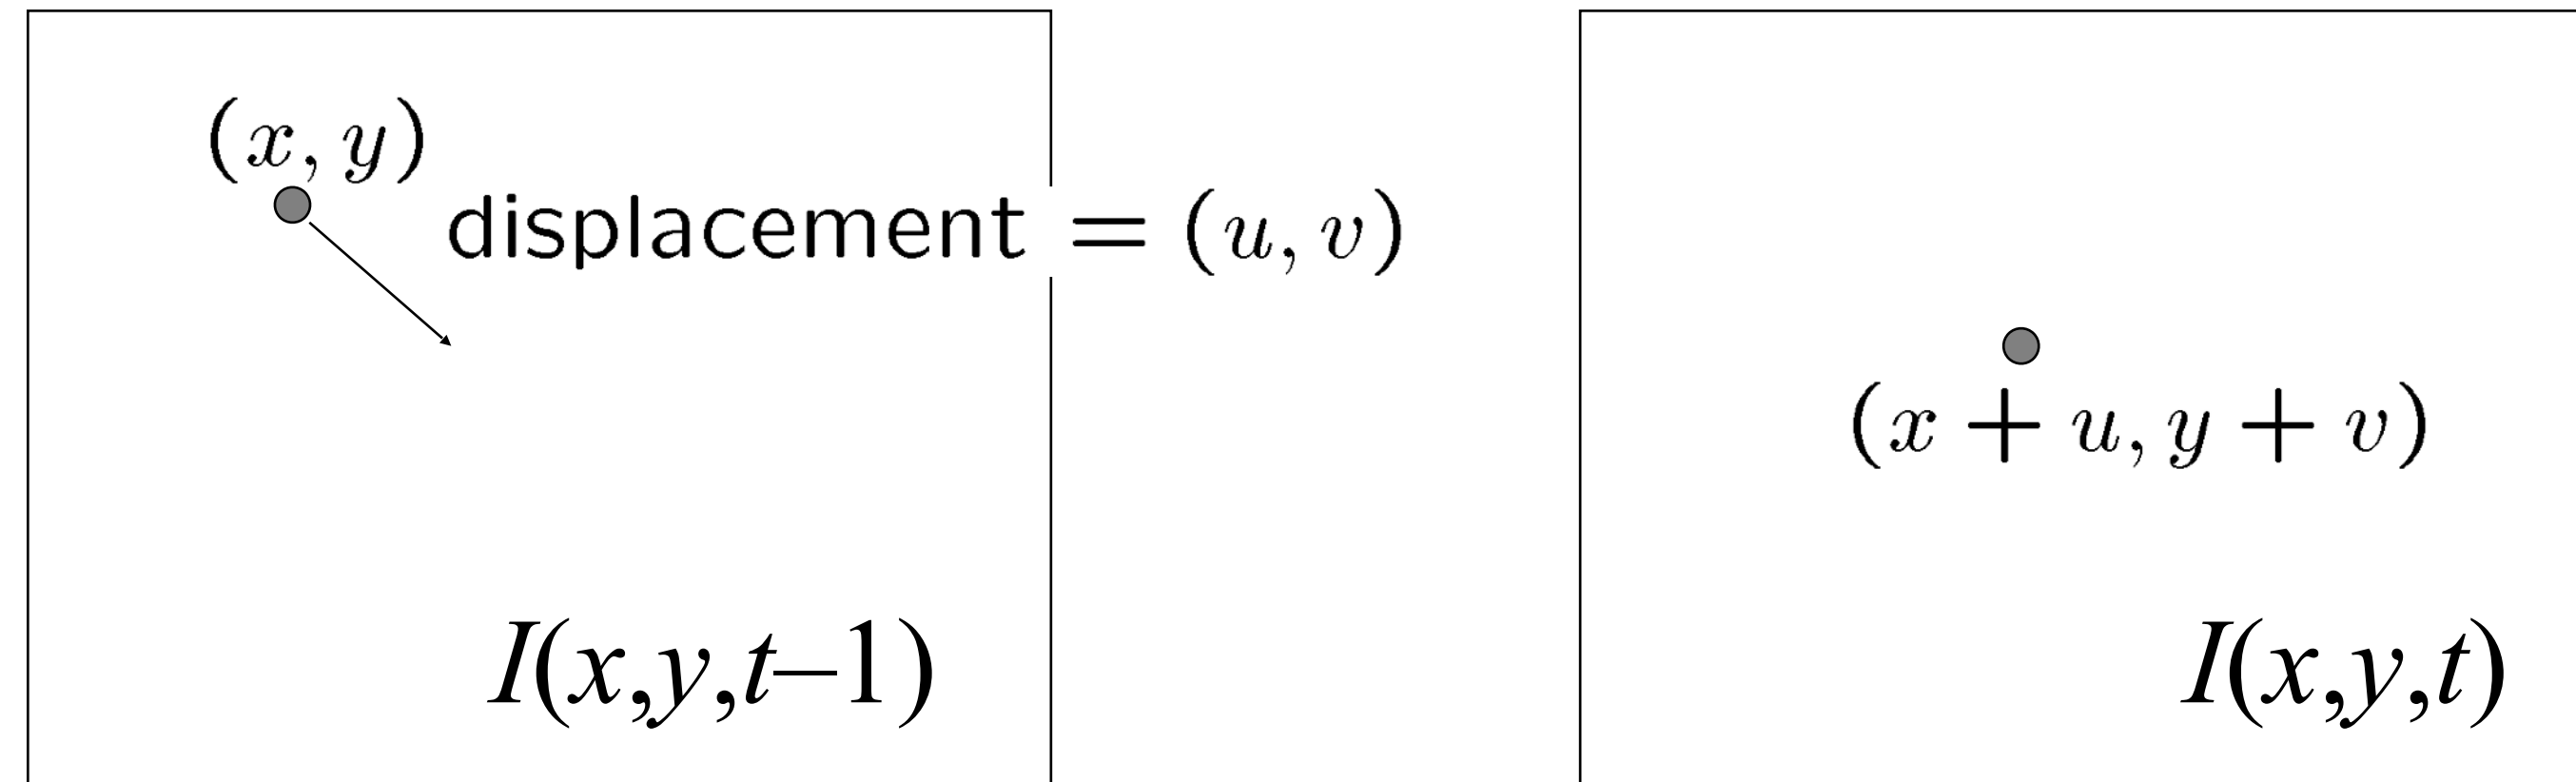 (x, y)
displacement = (u, v)
(x + u, y + v)
I(x,y,t–1)
I(x,y,t)